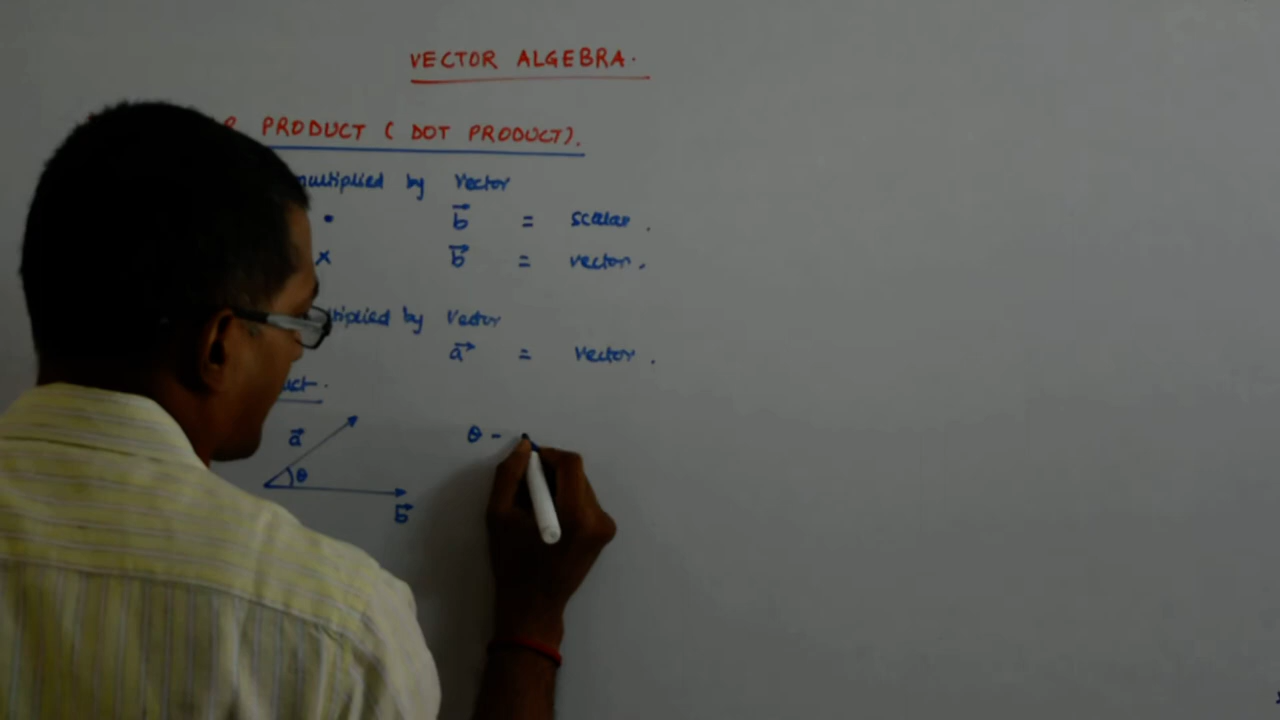 VECTOR ALGEBRA.
R PRODUCT ( DOT PRODUCT).
multiplied by vector
• b⃗ = scalar.
× b⃗ = vector.
tiplied by vector
a⃗ = vector.
uct.
a⃗
θ -
θ
b⃗